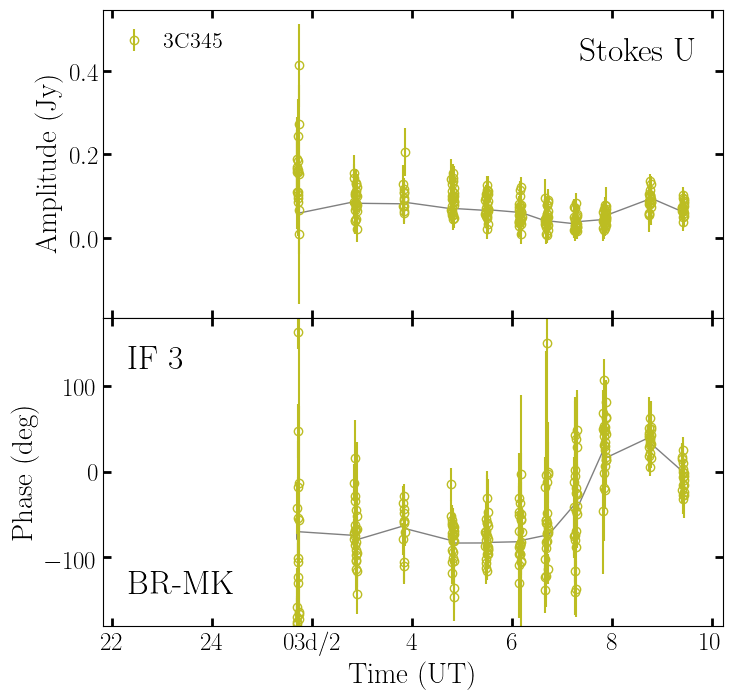 3C345
Stokes U
Amplitude (Jy)
0.4
0.2
0.0
IF 3
BR-MK
Phase (deg)
100
0
−100
22 24 03d/2 4 6 8 10
Time (UT)